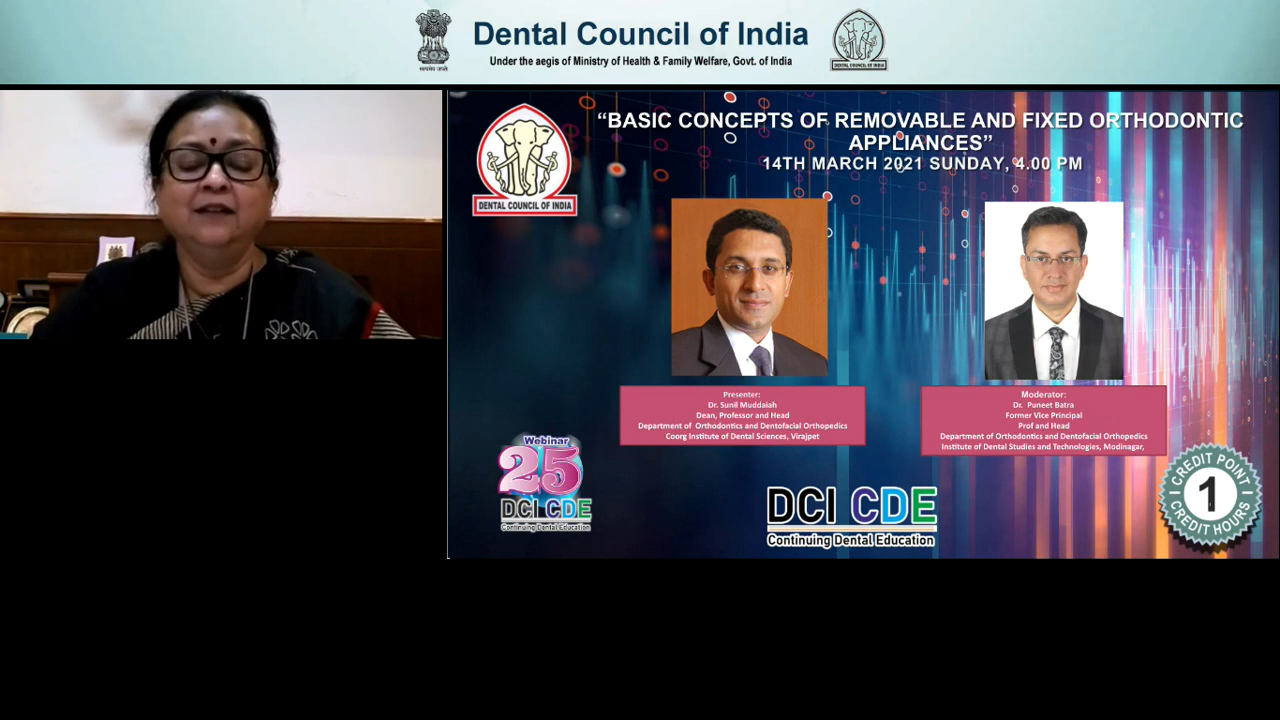 Dental Council of India
Under the aegis of Ministry of Health & Family Welfare, Govt. of India
सत्यमेव जयते
DENTAL COUNCIL OF INDIA
“BASIC CONCEPTS OF REMOVABLE AND FIXED ORTHODONTIC
APPLIANCES”
14TH MARCH 2021 SUNDAY, 4.00 PM
DENTAL COUNCIL OF INDIA
Presenter:
Dr. Sunil Muddaiah
Dean, Professor and Head
Department of Orthodontics and Dentofacial Orthopedics
Coorg Institute of Dental Sciences, Virajpet
Moderator:
Dr. Puneet Batra
Former Vice Principal
Prof and Head
Department of Orthodontics and Dentofacial Orthopedics
Institute of Dental Studies and Technologies, Modinagar,
Webinar
25
DCI CDE
Continuing Dental Education
DCI CDE
Continuing Dental Education
CREDIT POINT
1
CREDIT HOURS